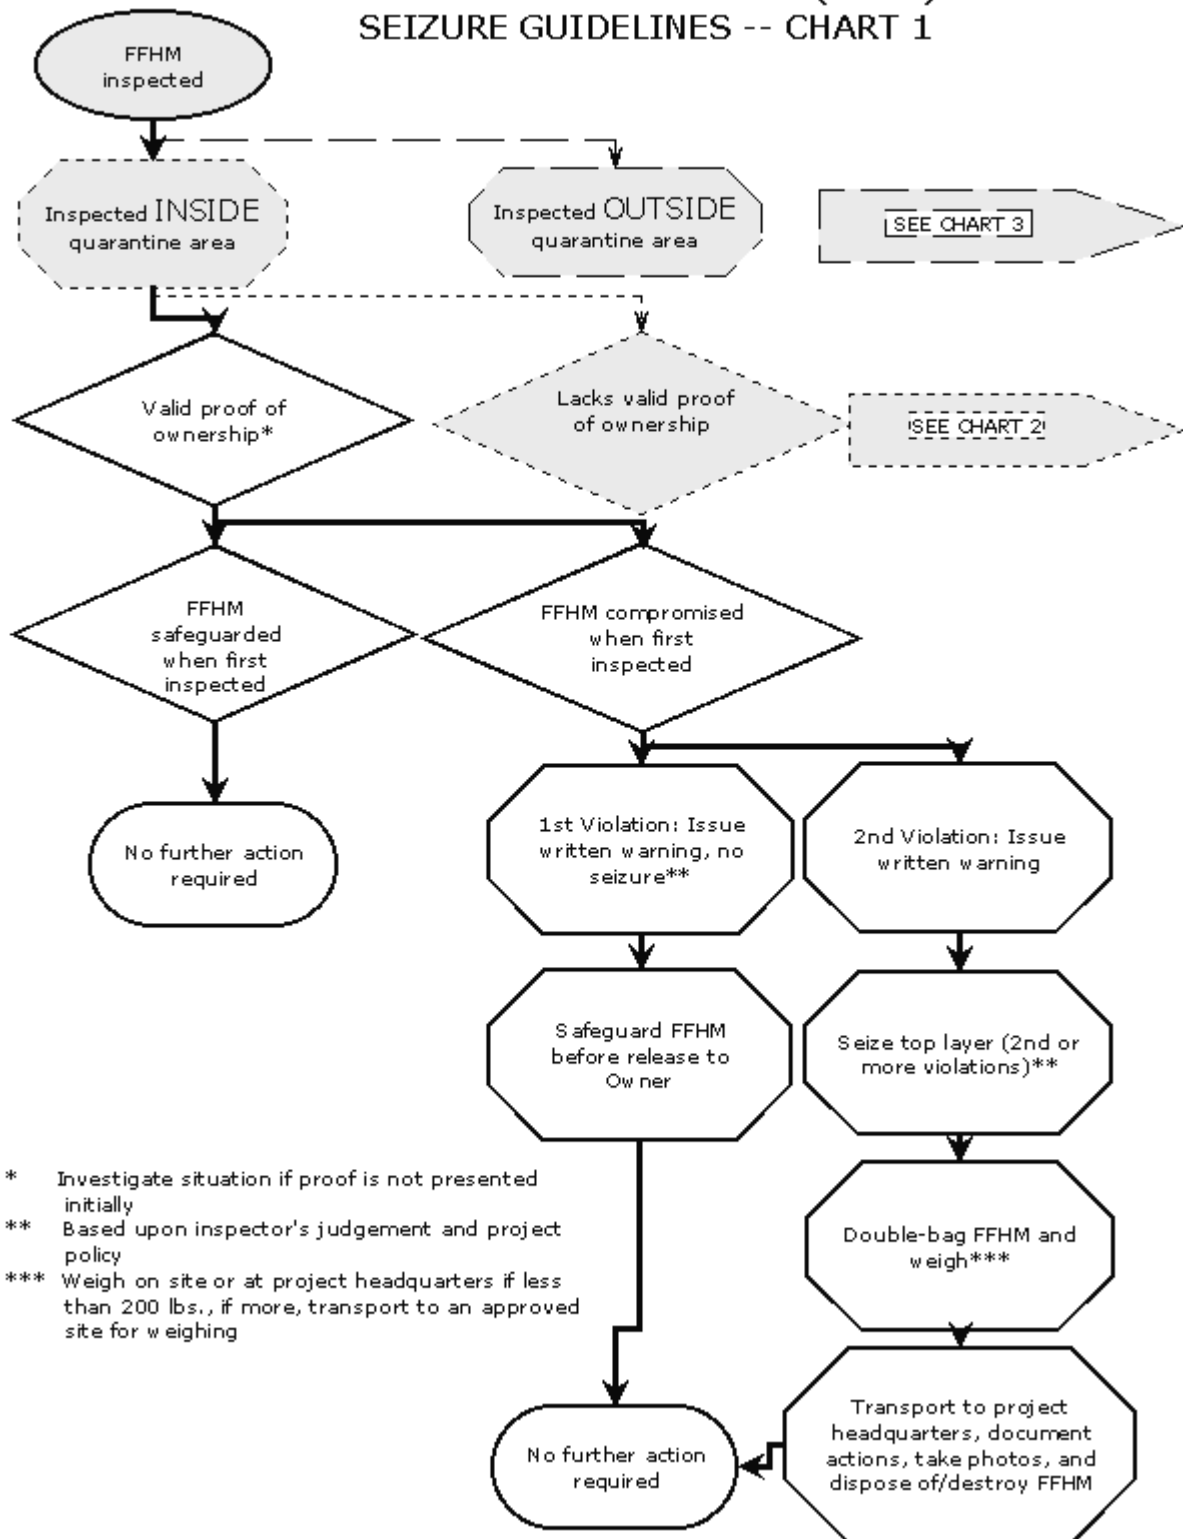 SEIZURE GUIDELINES -- CHART 1
FFHM
inspected
Inspected INSIDE
quarantine area
Inspected OUTSIDE
quarantine area
SEE CHART 3
Valid proof of
ownership*
Lacks valid proof
of ownership
SEE CHART 2
FFHM
safeguarded
when first
inspected
FFHM compromised
when first
inspected
No further action
required
1st Violation: Issue
written warning, no
seizure**
2nd Violation: Issue
written warning
Safeguard FFHM
before release to
Owner
Seize top layer (2nd or
more violations)**
* Investigate situation if proof is not presented
initially
** Based upon inspector's judgement and project
policy
*** Weigh on site or at project headquarters if less
than 200 lbs., if more, transport to an approved
site for weighing
Double-bag FFHM and
weigh***
Transport to project
headquarters, document
actions, take photos, and
dispose of/destroy FFHM
No further action
required